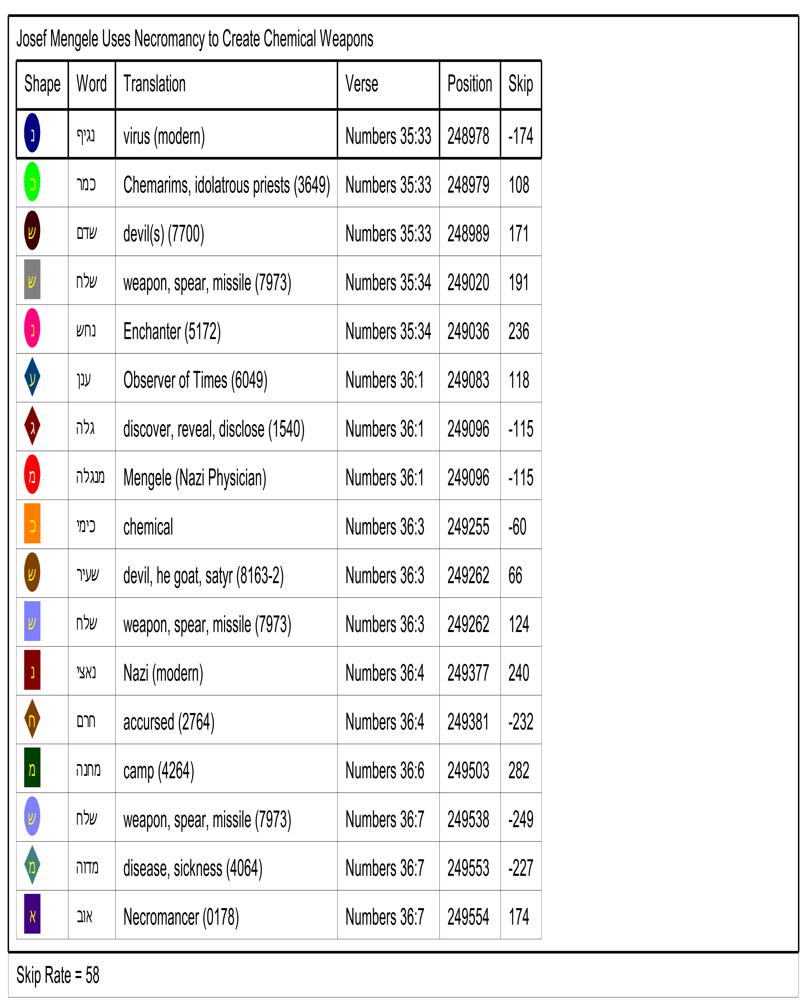 Josef Mengele Uses Necromancy to Create Chemical Weapons
Shape Word Translation Verse Position Skip
נ נגיף virus (modern) Numbers 35:33 248978 -174
כ כמר Chemarims, idolatrous priests (3649) Numbers 35:33 248979 108
ש שדם devil(s) (7700) Numbers 35:33 248989 171
ש שלח weapon, spear, missile (7973) Numbers 35:34 249020 191
נ נחש Enchanter (5172) Numbers 35:34 249036 236
ע ענן Observer of Times (6049) Numbers 36:1 249083 118
ג גלה discover, reveal, disclose (1540) Numbers 36:1 249096 -115
מ מנגלה Mengele (Nazi Physician) Numbers 36:1 249096 -115
כ כימי chemical Numbers 36:3 249255 -60
ש שעיר devil, he goat, satyr (8163-2) Numbers 36:3 249262 66
ש שלח weapon, spear, missile (7973) Numbers 36:3 249262 124
נ נאצי Nazi (modern) Numbers 36:4 249377 240
ח חרם accursed (2764) Numbers 36:4 249381 -232
מ מחנה camp (4264) Numbers 36:6 249503 282
ש שלח weapon, spear, missile (7973) Numbers 36:7 249538 -249
מ מדוה disease, sickness (4064) Numbers 36:7 249553 -227
א אוב Necromancer (0178) Numbers 36:7 249554 174
Skip Rate = 58